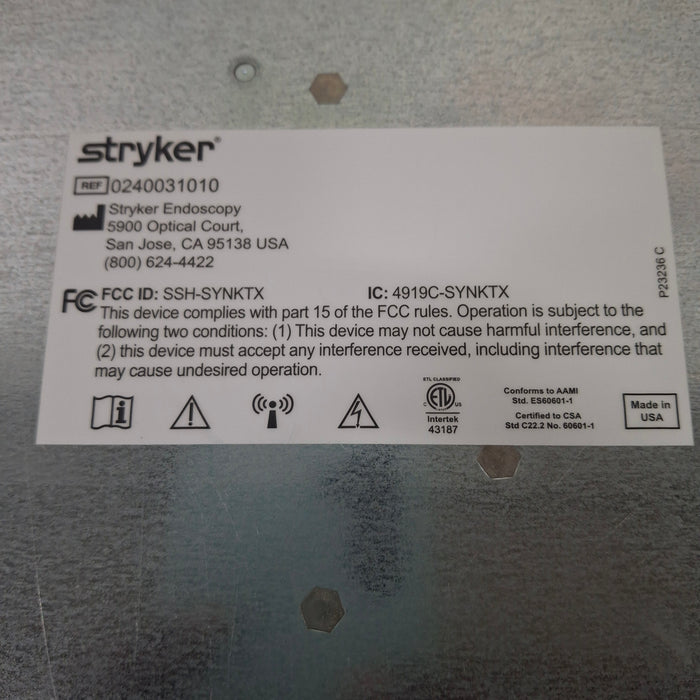 stryker®
REF 0240031010
Stryker Endoscopy
5900 Optical Court,
San Jose, CA 95138 USA
(800) 624-4422
P23236 C
FC FCC ID: SSH-SYNKTX IC: 4919C-SYNKTX
This device complies with part 15 of the FCC rules. Operation is subject to the
following two conditions: (1) This device may not cause harmful interference, and
(2) this device must accept any interference received, including interference that
may cause undesired operation.
ETL CLASSIFIED
C ETL US
Intertek
43187
Conforms to AAMI
Std. ES60601-1
Certified to CSA
Std C22.2 No. 60601-1
Made in
USA